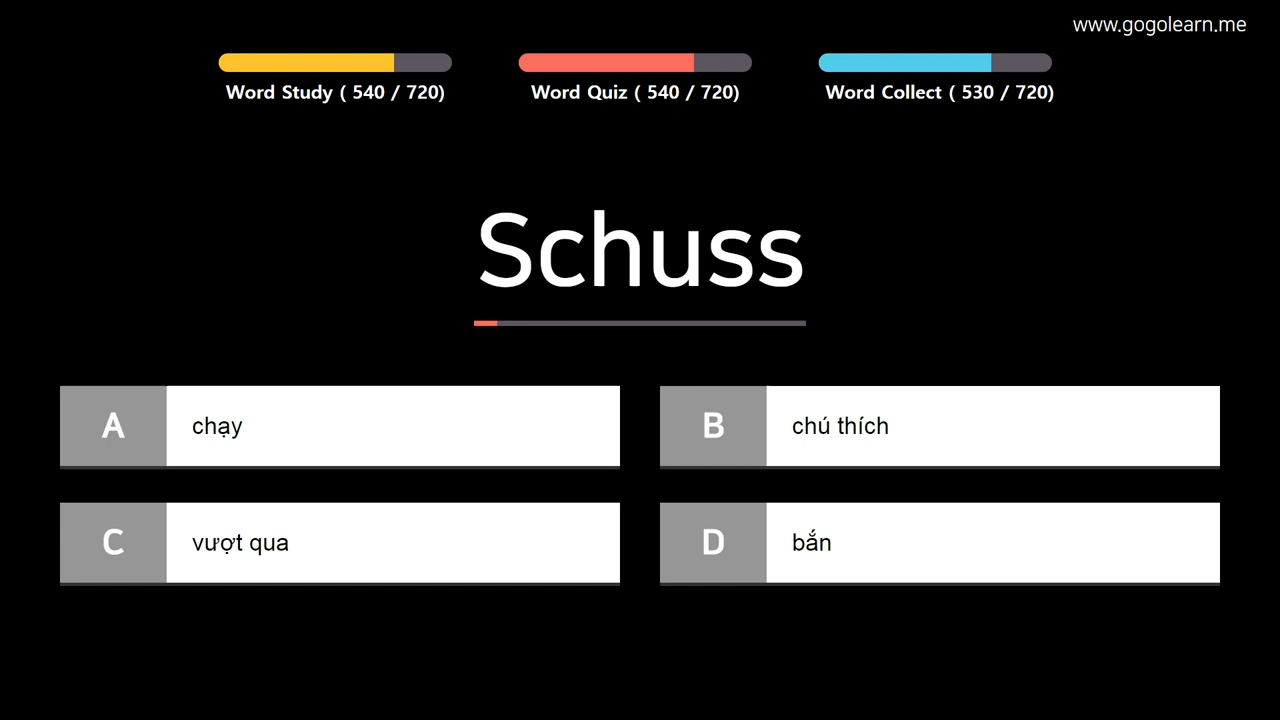 www.gogolearn.me
Word Study ( 540 / 720)
Word Quiz ( 540 / 720)
Word Collect ( 530 / 720)
Schuss
A chạy
B chú thích
C vượt qua
D bắn